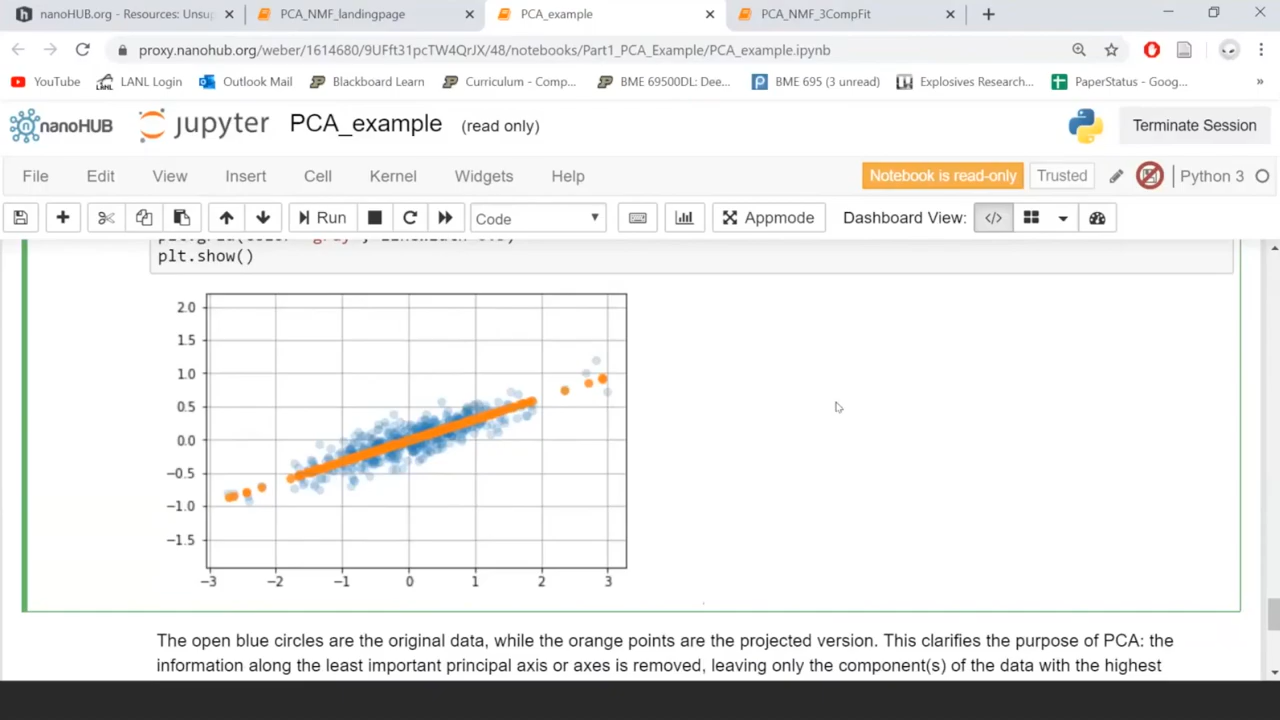 nanoHUB.org - Resources: Unsup
PCA_NMF_landingpage
PCA_example
PCA_NMF_3CompFit
proxy.nanohub.org/weber/1614680/9UFft31pcTW4QrJX/48/notebooks/Part1_PCA_Example/PCA_example.ipynb
YouTube LANL Login Outlook Mail Blackboard Learn Curriculum - Comp... BME 69500DL: Dee... BME 695 (3 unread) Explosives Research... PaperStatus - Goog... »
nanoHUB jupyter PCA_example (read only) Terminate Session
File Edit View Insert Cell Kernel Widgets Help Notebook is read-only Trusted Python 3
Run Code Appmode Dashboard View: </>
plt.show()
2.0
1.5
1.0
0.5
0.0
−0.5
−1.0
−1.5
−3 −2 −1 0 1 2 3
The open blue circles are the original data, while the orange points are the projected version. This clarifies the purpose of PCA: the
information along the least important principal axis or axes is removed, leaving only the component(s) of the data with the highest